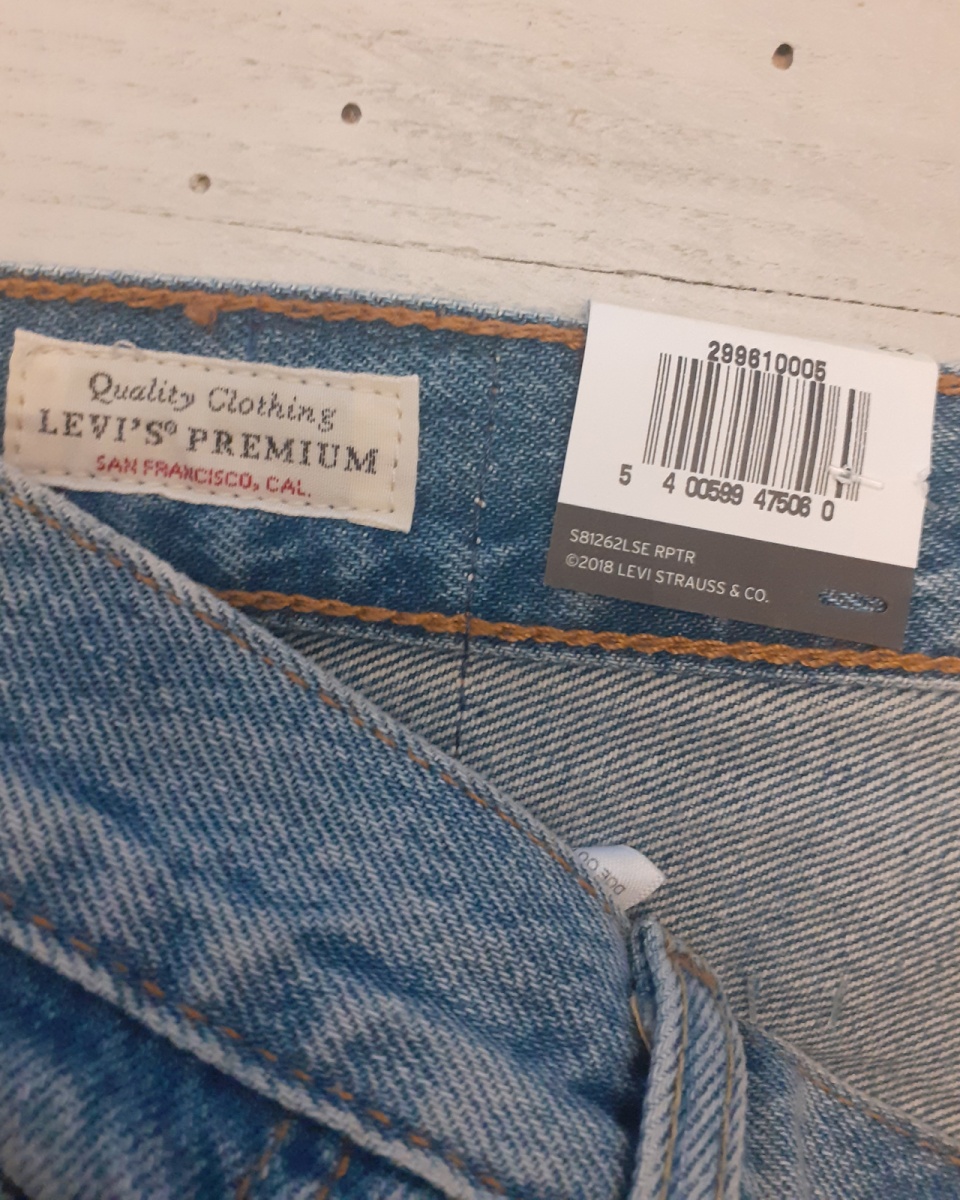 Quality Clothing
LEVI'S® PREMIUM
SAN FRANCISCO, CAL.
299610005
5 400599 475060
S81262LSE RPTR
©2018 LEVI STRAUSS & CO.